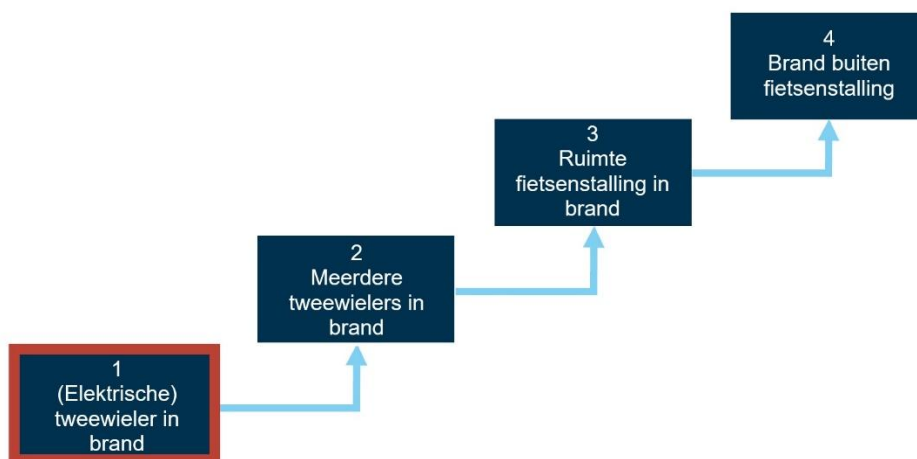 4
Brand buiten
fietsenstalling
3
Ruimte
fietsenstalling in
brand
2
Meerdere
tweewielers in
brand
1
(Elektrische)
tweewieler in
brand